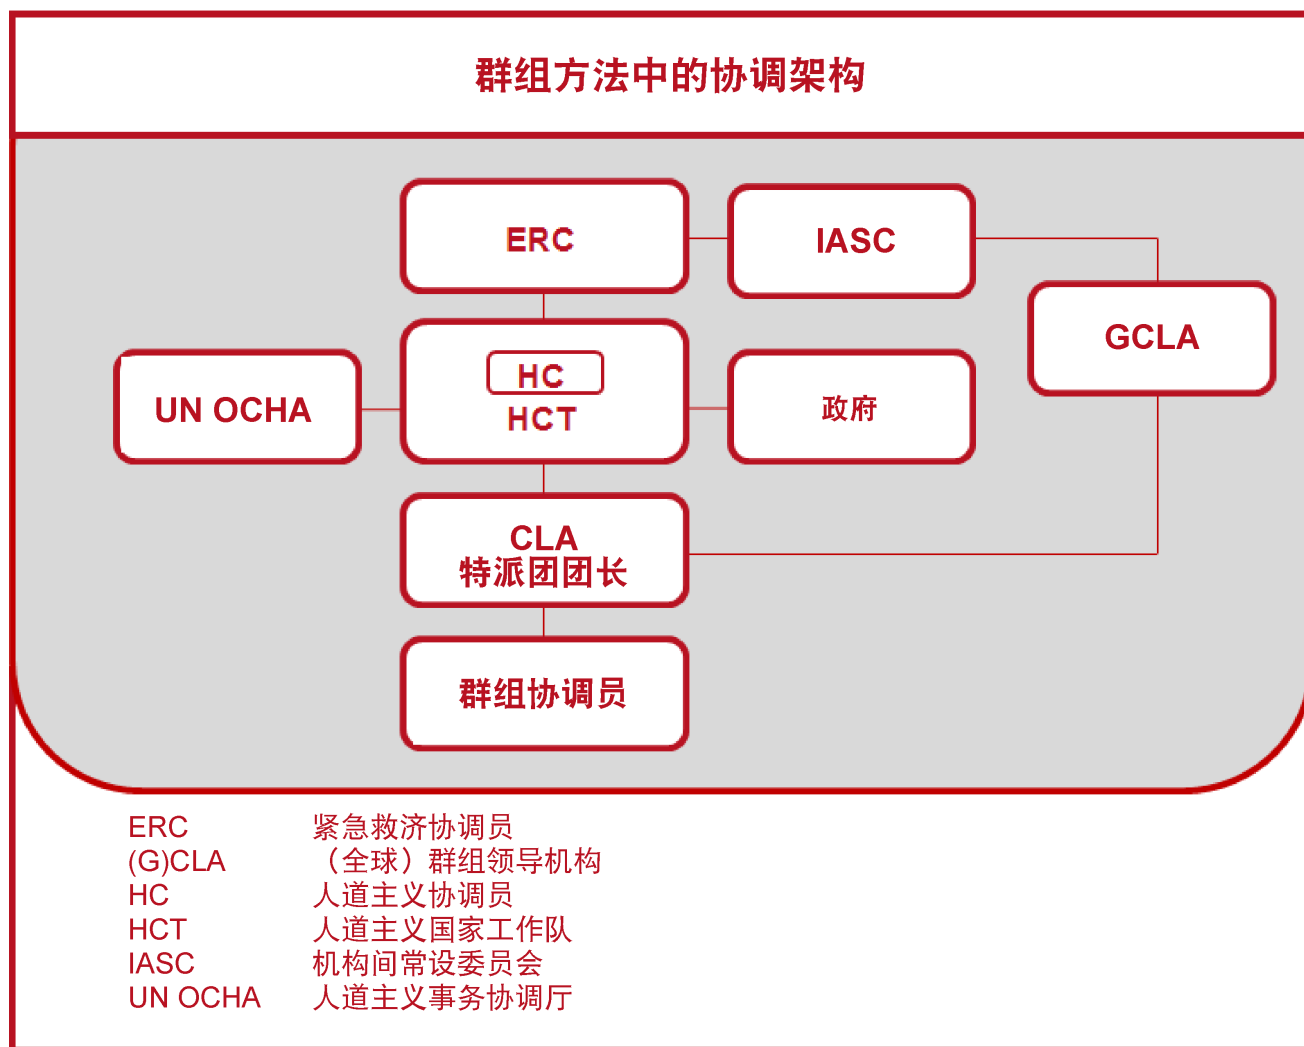 群组方法中的协调架构
ERC
IASC
GCLA
UN OCHA
HC
HCT
政府
CLA
特派团团长
群组协调员
ERC 紧急救济协调员
(G)CLA （全球）群组领导机构
HC 人道主义协调员
HCT 人道主义国家工作队
IASC 机构间常设委员会
UN OCHA 人道主义事务协调厅